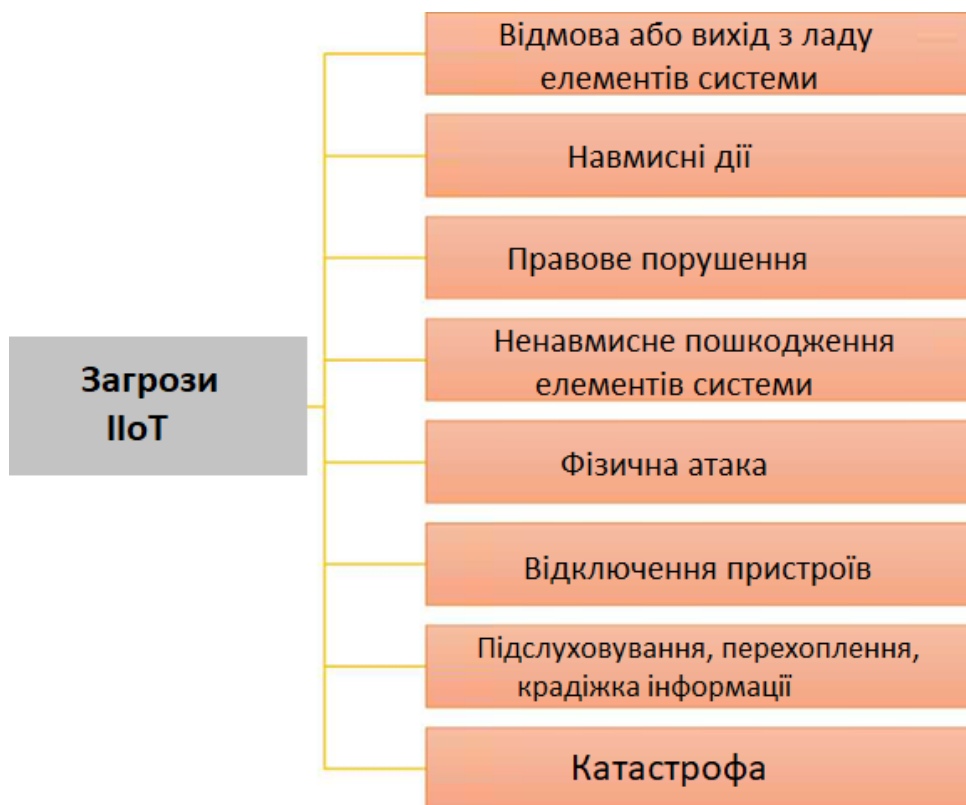 Відмова або вихід з ладу
елементів системи
Навмисні дії
Правове порушення
Ненавмисне пошкодження
елементів системи
Загрози
ІІоТ
Фізична атака
Відключення пристроїв
Підслуховування, перехоплення,
крадіжка інформації
Катастрофа